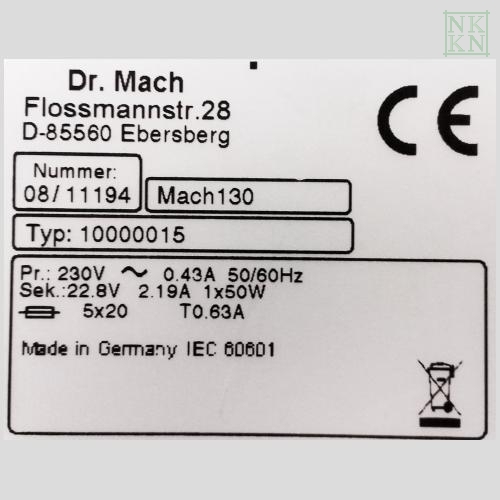 NK
KN
Dr. Mach
Flossmannstr.28
D-85560 Ebersberg
CE
Nummer:
08/11194
Mach130
Typ: 10000015
Pr.: 230V ~ 0.43A 50/60Hz
Sek.:22.8V 2.19A 1x50W
5x20 T0.63A
Made in Germany IEC 60601